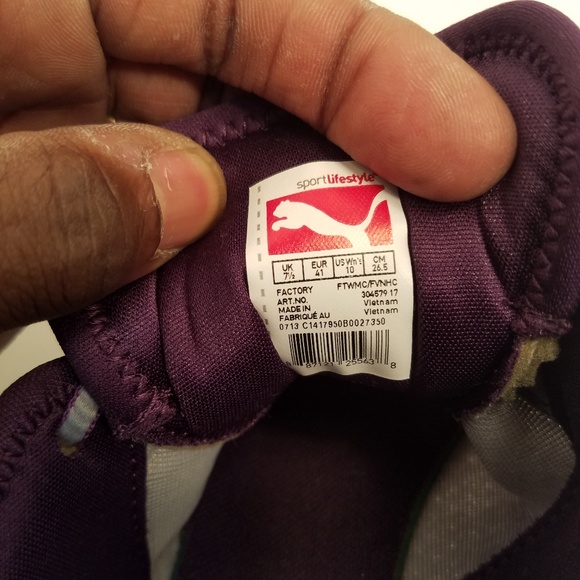 sportlifestyle®
UK EUR US Wn's CM
7½ 41 10 26.5
FACTORY FTWMC/FVNHC
ART.NO. 304579 17
MADE IN Vietnam
FABRIQUÉ AU Vietnam
0713 C1417950B0027350